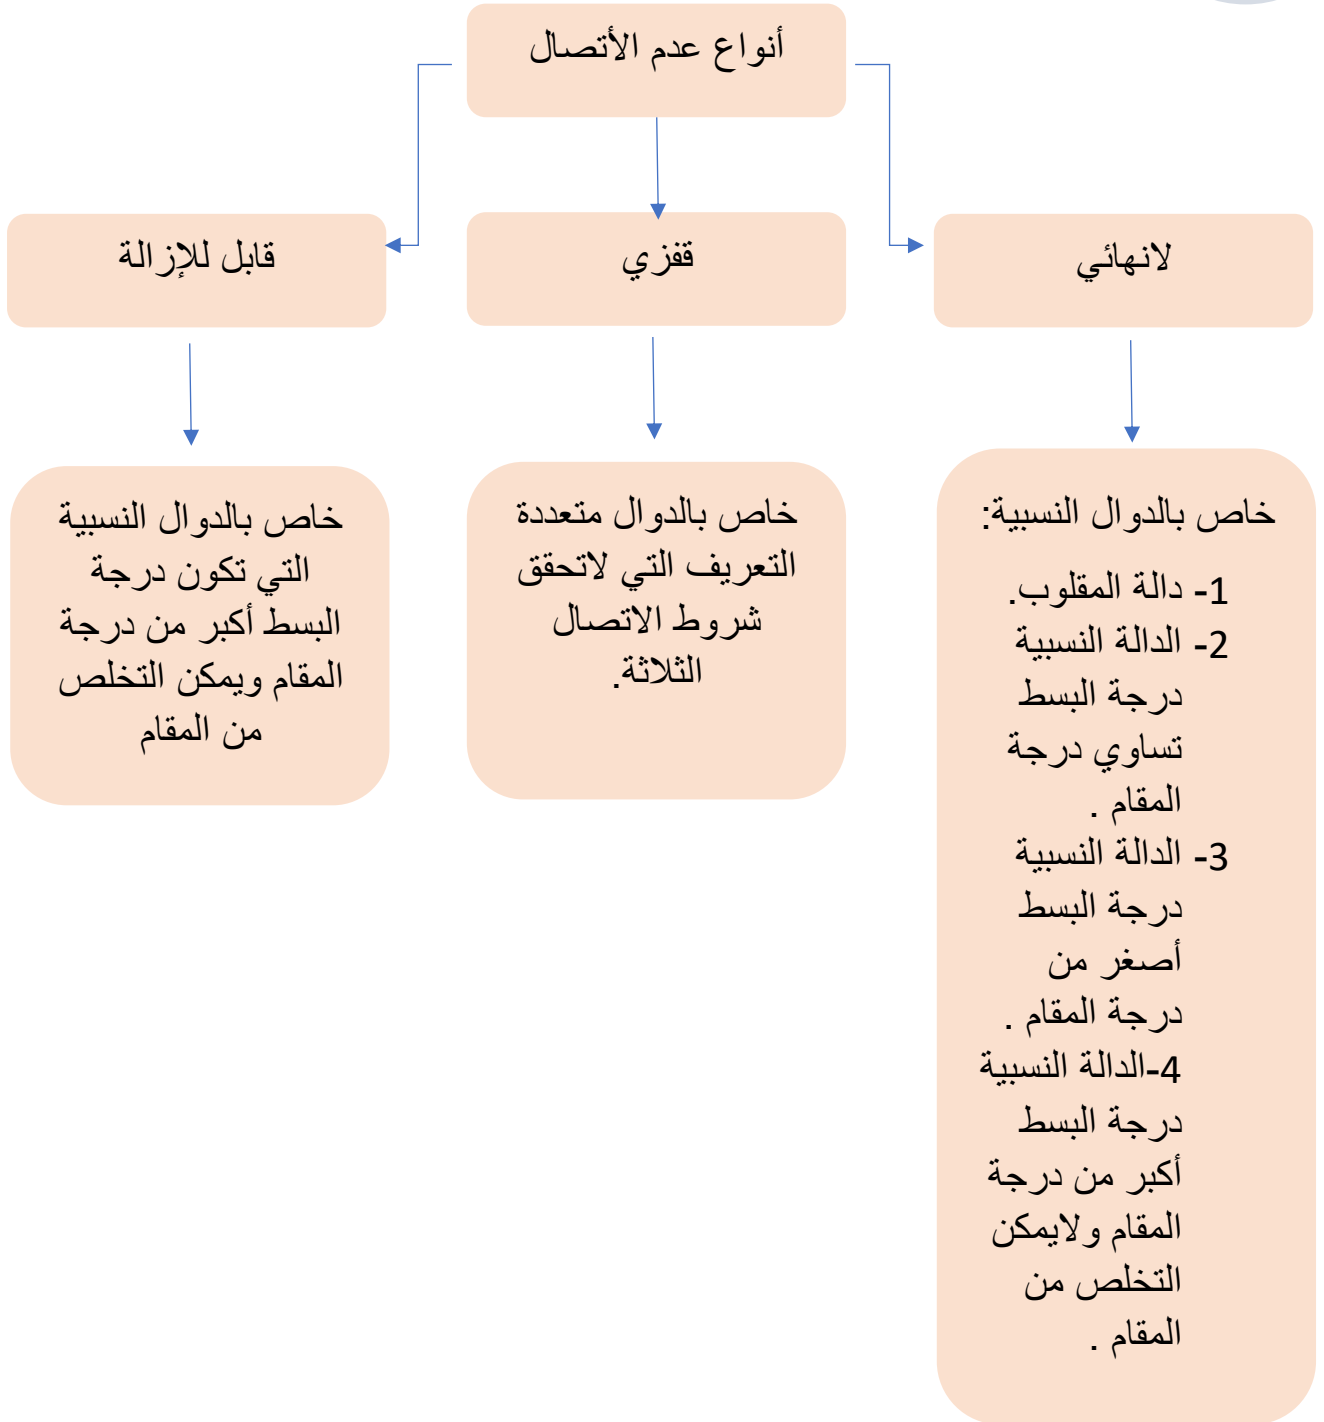 أنواع عدم الأتصال
لانهائي
قفزي
قابل للإزالة
خاص بالدوال النسبية:
1- دالة المقلوب.
2- الدالة النسبية
درجة البسط
تساوي درجة
المقام .
3- الدالة النسبية
درجة البسط
أصغر من
درجة المقام .
4-الدالة النسبية
درجة البسط
أكبر من درجة
المقام ولايمكن
التخلص من
المقام .
خاص بالدوال متعددة
التعريف التي لاتحقق
شروط الاتصال
الثلاثة.
خاص بالدوال النسبية
التي تكون درجة
البسط أكبر من درجة
المقام ويمكن التخلص
من المقام